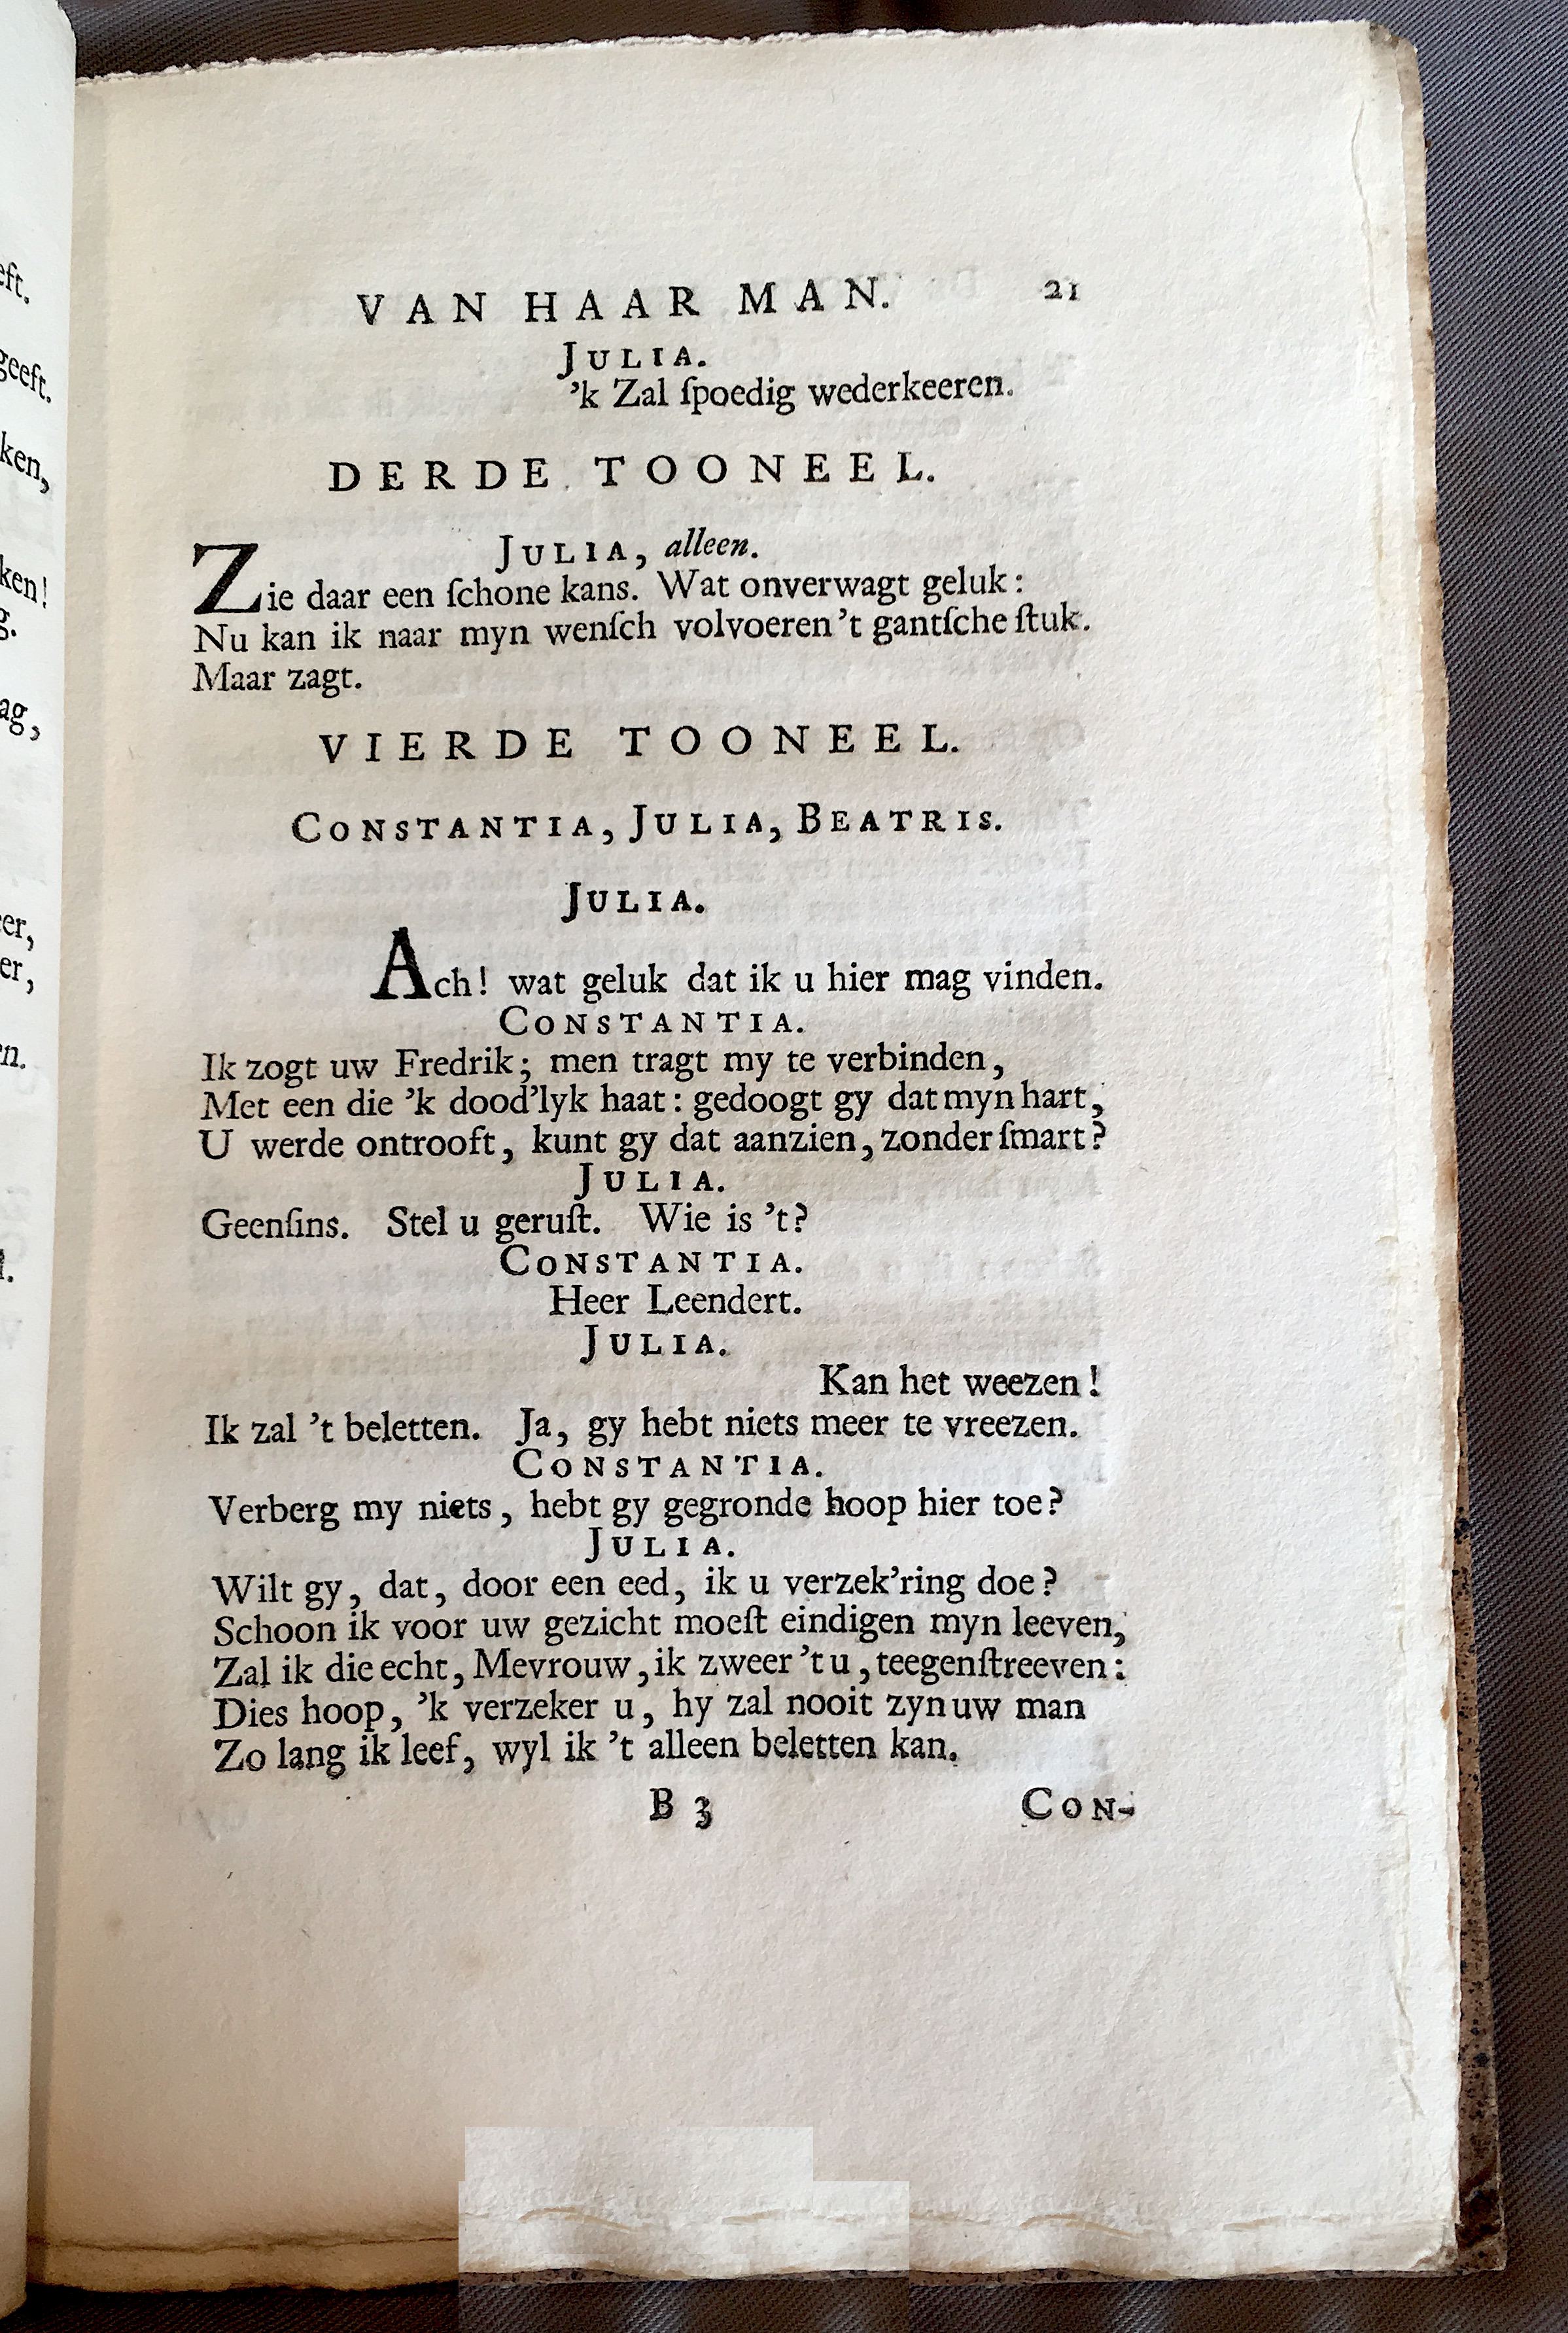 VAN HAAR MAN. 21
JULIA.
’k Zal ſpoedig wederkeeren.
DERDE TOONEEL.
JULIA, alleen.
Zie daar een ſchone kans. Wat onverwagt geluk:
Nu kan ik naar myn wenſch volvoeren ’t gantſche ſtuk.
Maar zagt.
VIERDE TOONEEL.
CONSTANTIA, JULIA, BEATRIS.
JULIA.
Ach! wat geluk dat ik u hier mag vinden.
CONSTANTIA.
Ik zogt uw Fredrik; men tragt my te verbinden,
Met een die ’k dood’lyk haat: gedoogt gy dat myn hart,
U werde ontrooft, kunt gy dat aanzien, zonder ſmart?
JULIA.
Geenſins. Stel u geruſt. Wie is ’t?
CONSTANTIA.
Heer Leendert.
JULIA.
Kan het weezen!
Ik zal ’t beletten. Ja, gy hebt niets meer te vreezen.
CONSTANTIA.
Verberg my niets, hebt gy gegronde hoop hier toe?
JULIA.
Wilt gy, dat, door een eed, ik u verzek’ring doe?
Schoon ik voor uw gezicht moeſt eindigen myn leeven,
Zal ik die echt, Mevrouw, ik zweer ’t u, teegenſtreeven:
Dies hoop, ’k verzeker u, hy zal nooit zyn uw man
Zo lang ik leef, wyl ik ’t alleen beletten kan.
B 3 CON-